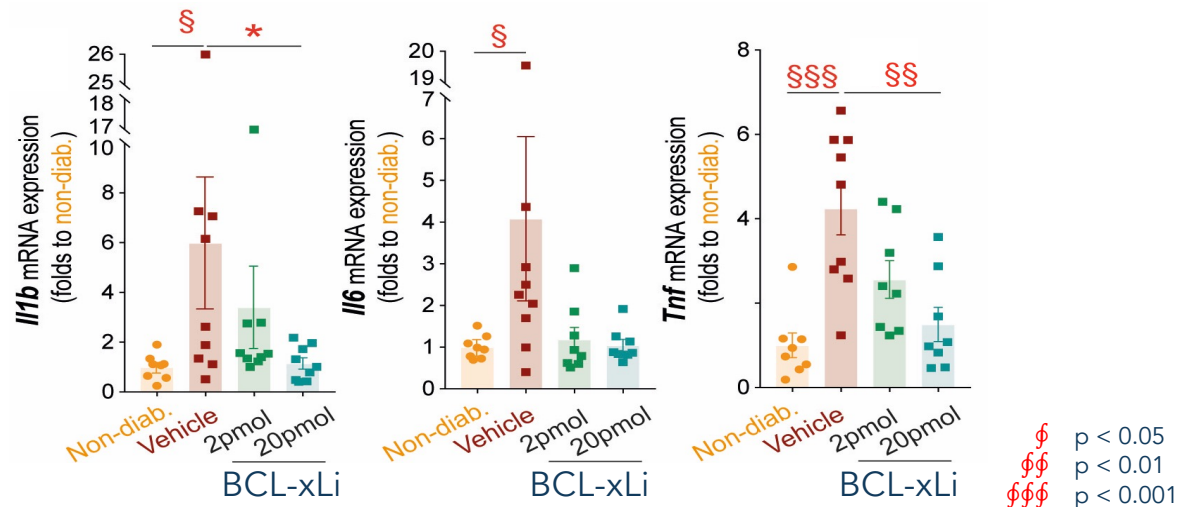 Il1b mRNA expression
(folds to non-diab.)
26
25
18
17
10
8
6
4
2
0
§
*
Non-diab.
Vehicle
2pmol
20pmol
BCL-xLi
Il6 mRNA expression
(folds to non-diab.)
20
19
7
6
5
4
3
2
1
0
§
Non-diab.
Vehicle
2pmol
20pmol
BCL-xLi
Tnf mRNA expression
(folds to non-diab.)
8
6
4
2
0
§§§
§§
Non-diab.
Vehicle
2pmol
20pmol
BCL-xLi
∮ p < 0.05
∮∮ p < 0.01
∮∮∮ p < 0.001